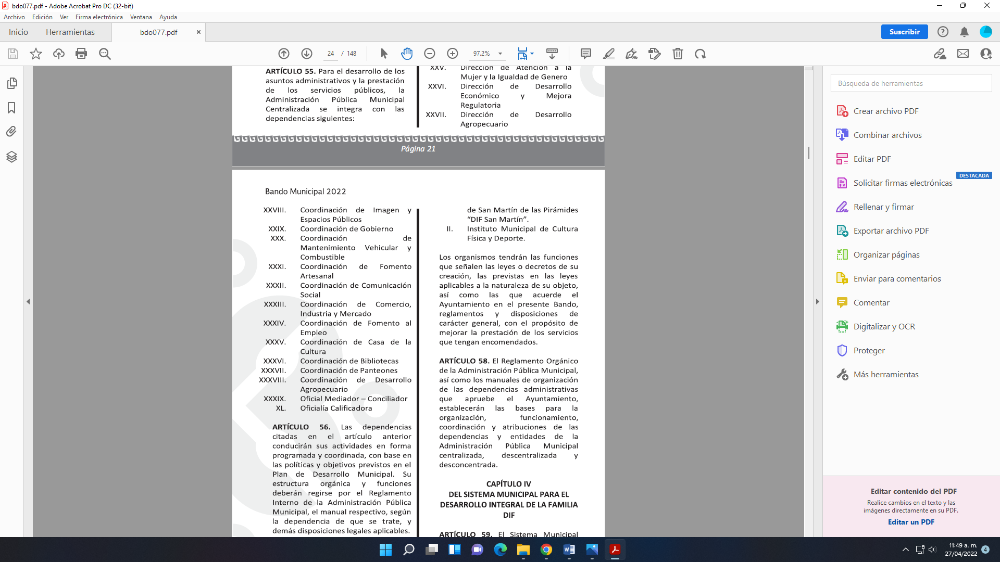 bdo077.pdf - Adobe Acrobat Pro DC (32-bit)
Archivo Edición Ver Firma electrónica Ventana Ayuda
Inicio Herramientas bdo077.pdf Suscribir
24 / 148 97.2%
ARTÍCULO 55. Para el desarrollo de los
asuntos administrativos y la prestación
de los servicios públicos, la
Administración Pública Municipal
Centralizada se integra con las
dependencias siguientes:
XXV. Dirección de Atención a la
Mujer y la Igualdad de Genero
XXVI. Dirección de Desarrollo
Económico y Mejora
Regulatoria
XXVII. Dirección de Desarrollo
Agropecuario
Página 21
Bando Municipal 2022
XXVIII. Coordinación de Imagen y
Espacios Públicos
XXIX. Coordinación de Gobierno
XXX. Coordinación de
Mantenimiento Vehicular y
Combustible
XXXI. Coordinación de Fomento
Artesanal
XXXII. Coordinación de Comunicación
Social
XXXIII. Coordinación de Comercio,
Industria y Mercado
XXXIV. Coordinación de Fomento al
Empleo
XXXV. Coordinación de Casa de la
Cultura
XXXVI. Coordinación de Bibliotecas
XXXVII. Coordinación de Panteones
XXXVIII. Coordinación de Desarrollo
Agropecuario
XXXIX. Oficial Mediador – Conciliador
XL. Oficialía Calificadora
ARTÍCULO 56. Las dependencias
citadas en el artículo anterior
conducirán sus actividades en forma
programada y coordinada, con base en
las políticas y objetivos previstos en el
Plan de Desarrollo Municipal. Su
estructura orgánica y funciones
deberán regirse por el Reglamento
Interno de la Administración Pública
Municipal, el manual respectivo, según
la dependencia de que se trate, y
demás disposiciones legales aplicables.
de San Martín de las Pirámides
“DIF San Martín”.
II. Instituto Municipal de Cultura
Física y Deporte.
Los organismos tendrán las funciones
que señalen las leyes o decretos de su
creación, las previstas en las leyes
aplicables a la naturaleza de su objeto,
así como las que acuerde el
Ayuntamiento en el presente Bando,
reglamentos y disposiciones de
carácter general, con el propósito de
mejorar la prestación de los servicios
que tengan encomendados.
ARTÍCULO 58. El Reglamento Orgánico
de la Administración Pública Municipal,
así como los manuales de organización
de las dependencias administrativas
que apruebe el Ayuntamiento,
establecerán las bases para la
organización, funcionamiento,
coordinación y atribuciones de las
dependencias y entidades de la
Administración Pública Municipal
centralizada, descentralizada y
desconcentrada.
CAPÍTULO IV
DEL SISTEMA MUNICIPAL PARA EL
DESARROLLO INTEGRAL DE LA FAMILIA
DIF
ARTÍCULO 59. El Sistema Municipal
Búsqueda de herramientas
Crear archivo PDF
Combinar archivos
Editar PDF
DESTACADA
Solicitar firmas electrónicas
Rellenar y firmar
Exportar archivo PDF
Organizar páginas
Enviar para comentarios
Comentar
Digitalizar y OCR
Proteger
Más herramientas
Editar contenido del PDF
Realice cambios en el texto y las
imágenes directamente en su PDF.
Editar un PDF
11:49 a. m.
27/04/2022
4